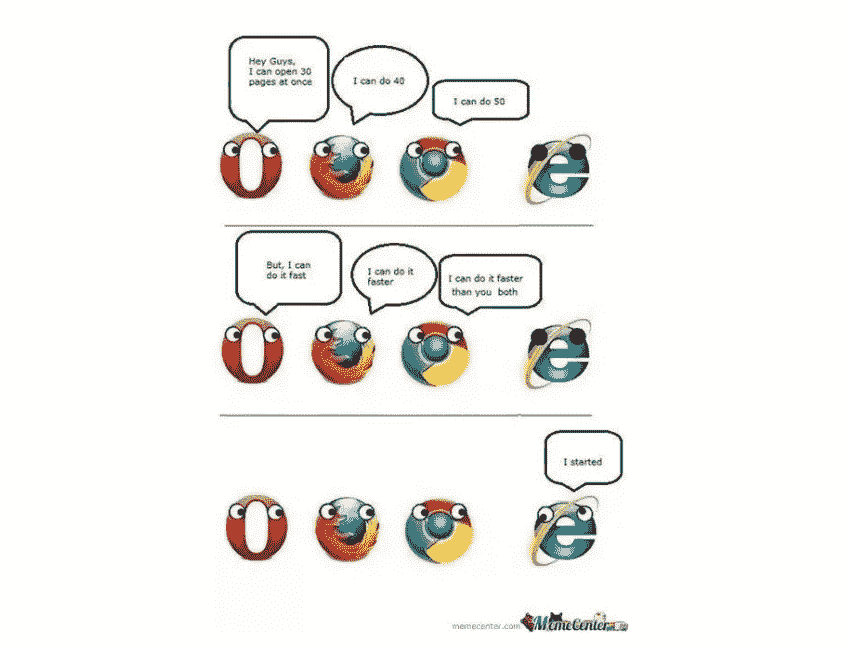 Hey Guys,
I can open 30
pages at once
I can do 40
I can do 50
But, I can
do it fast
I can do it
faster
I can do it faster
than you both
I started
memecenter.com
MemeCenter